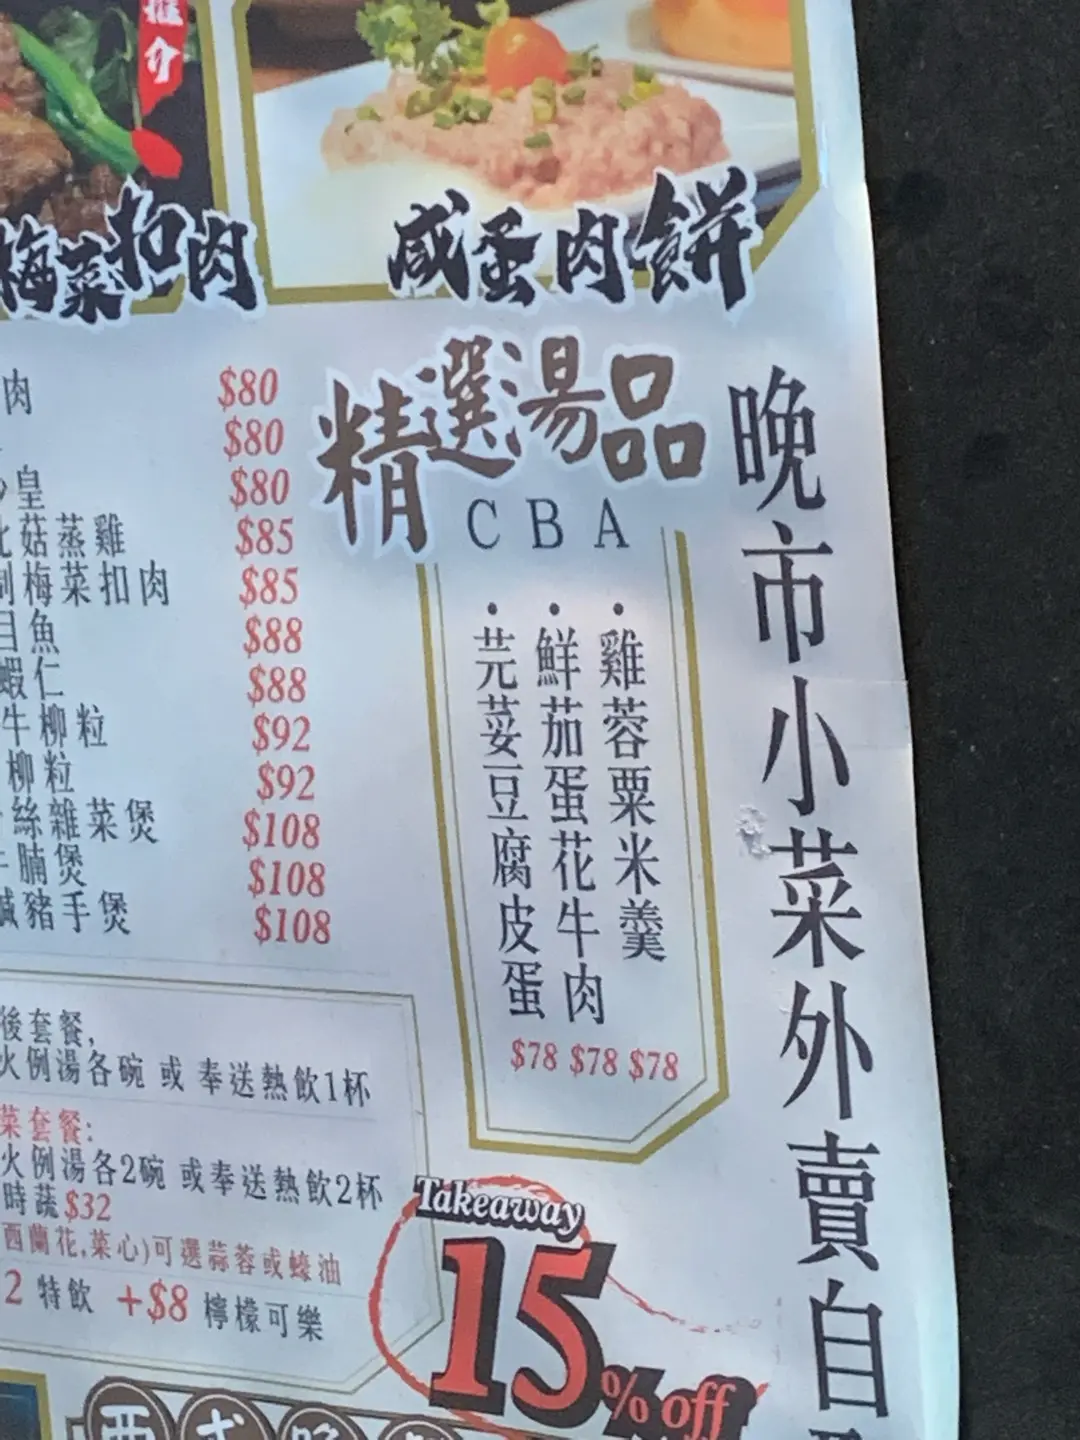 推介
梅菜扣肉
咸蛋肉餅
肉 $80
$80
皇 $80
菇蒸雞 $85
制梅菜扣肉 $85
目魚 $88
蝦仁 $88
牛柳粒 $92
柳粒 $92
絲雜菜煲 $108
腩煲 $108
鹹豬手煲 $108
精選湯品
C B A
·雞蓉粟米羹
·鮮茄蛋花牛肉
·芫荽豆腐皮蛋
$78 $78 $78
晚市小菜外賣自
後套餐,
火例湯各碗 或 奉送熱飲1杯
菜套餐:
火例湯各2碗 或奉送熱飲2杯
時蔬$32
西蘭花,菜心)可選蒜蓉或蠔油
2 特飲 +$8 檸檬可樂
Takeaway
15% off
西式晚